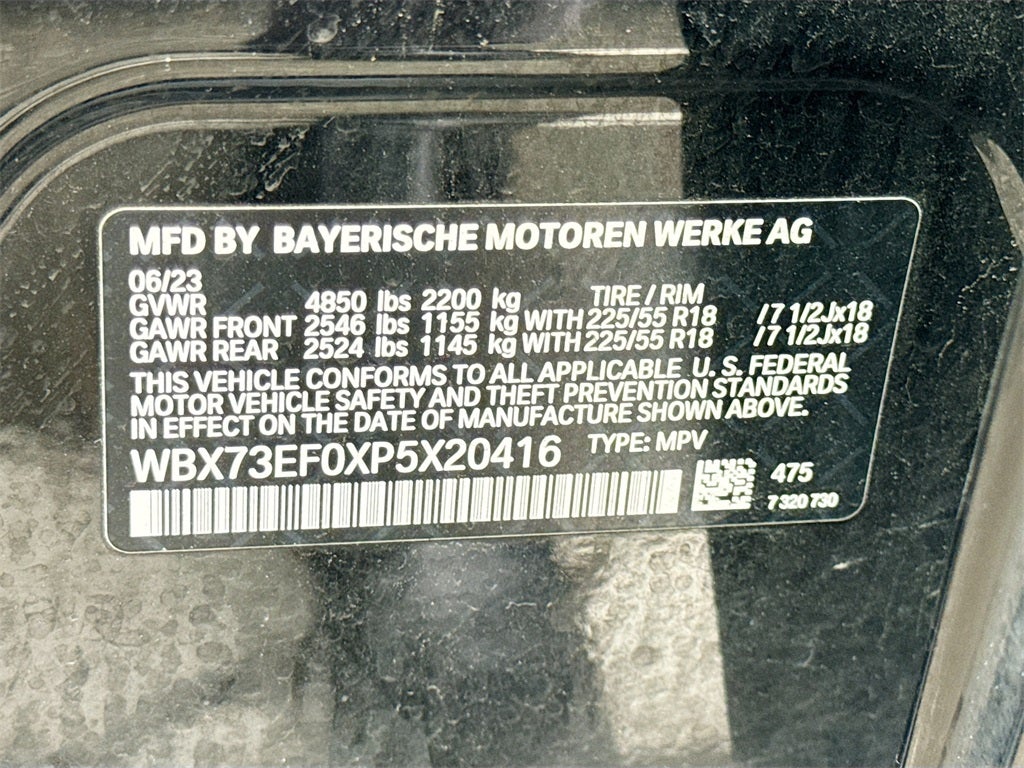 MFD BY BAYERISCHE MOTOREN WERKE AG
06/23
GVWR 4850 lbs 2200 kg TIRE / RIM
GAWR FRONT 2546 lbs 1155 kg WITH 225/55 R18 / 7 1/2Jx18
GAWR REAR 2524 lbs 1145 kg WITH 225/55 R18 / 7 1/2Jx18
THIS VEHICLE CONFORMS TO ALL APPLICABLE U. S. FEDERAL
MOTOR VEHICLE SAFETY AND THEFT PREVENTION STANDARDS
IN EFFECT ON THE DATE OF MANUFACTURE SHOWN ABOVE.
WBX73EF0XP5X20416 TYPE: MPV
475
7 320 730